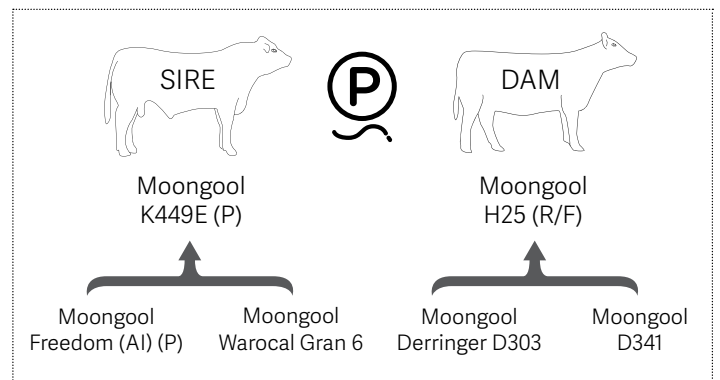 SIRE
P
DAM
Moongool
K449E (P)
Moongool
H25 (R/F)
Moongool
Freedom (AI) (P)
Moongool
Warocal Gran 6
Moongool
Derringer D303
Moongool
D341